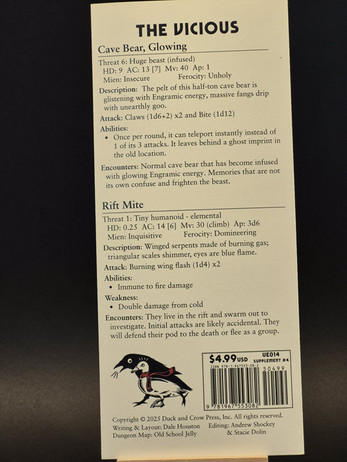 THE VICIOUS
Cave Bear, Glowing
Threat 6: Huge beast (infused)
HD: 9 AC: 13 [7] Mv: 40 Ap: 1
Mien: Insecure Ferocity: Unholy
Description: The pelt of this half-ton cave bear is
glistening with Engramic energy, massive fangs drip
with unearthly goo.
Attack: Claws (1d6+2) x2 and Bite (1d12)
Abilities:
• Once per round, it can teleport instantly instead of
1 of its 3 attacks. It leaves behind a ghost imprint in
the old location.
Encounters: Normal cave bear that has become infused
with glowing Engramic energy. Memories that are not
its own confuse and frighten the beast.
Rift Mite
Threat 1: Tiny humanoid - elemental
HD: 0.25 AC: 14 [6] Mv: 30 (climb) Ap: 3d6
Mien: Inquisitive Ferocity: Domineering
Description: Winged serpents made of burning gas;
triangular scales shimmer, eyes are blue flame.
Attack: Burning wing flash (1d4) x2
Abilities:
• Immune to fire damage
Weakness:
• Double damage from cold
Encounters: They live in the rift and swarm out to
investigate. Initial attacks are likely accidental. They
will defend their pod to the death or flee as a group.
$4.99USD UE014
SUPPLEMENT #4
50499
9 781967 553082
Copyright © 2025 Duck and Crow Press, Inc. All rights reserved.
Writing & Layout: Dale Houston Editing: Andrew Shockey
Dungeon Map: Old School Jelly & Stacie Dolin